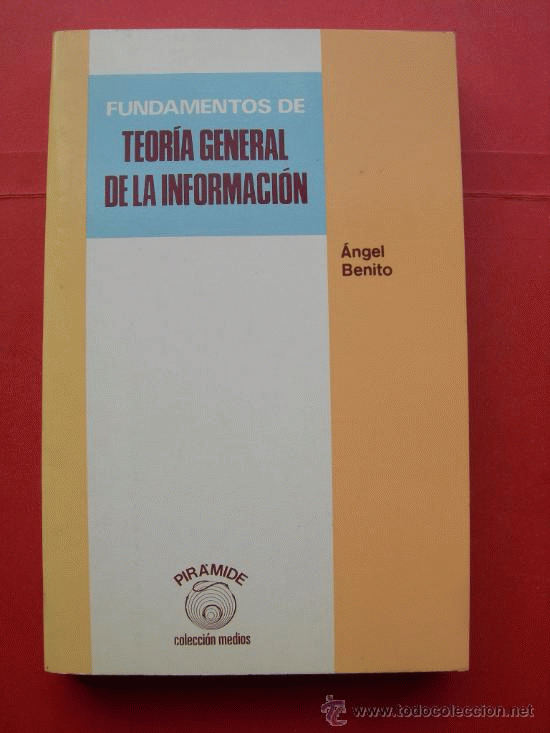 FUNDAMENTOS DE
TEORÍA GENERAL
DE LA INFORMACIÓN
Ángel
Benito
PIRÁMIDE
colección medios
© www.todocoleccion.net